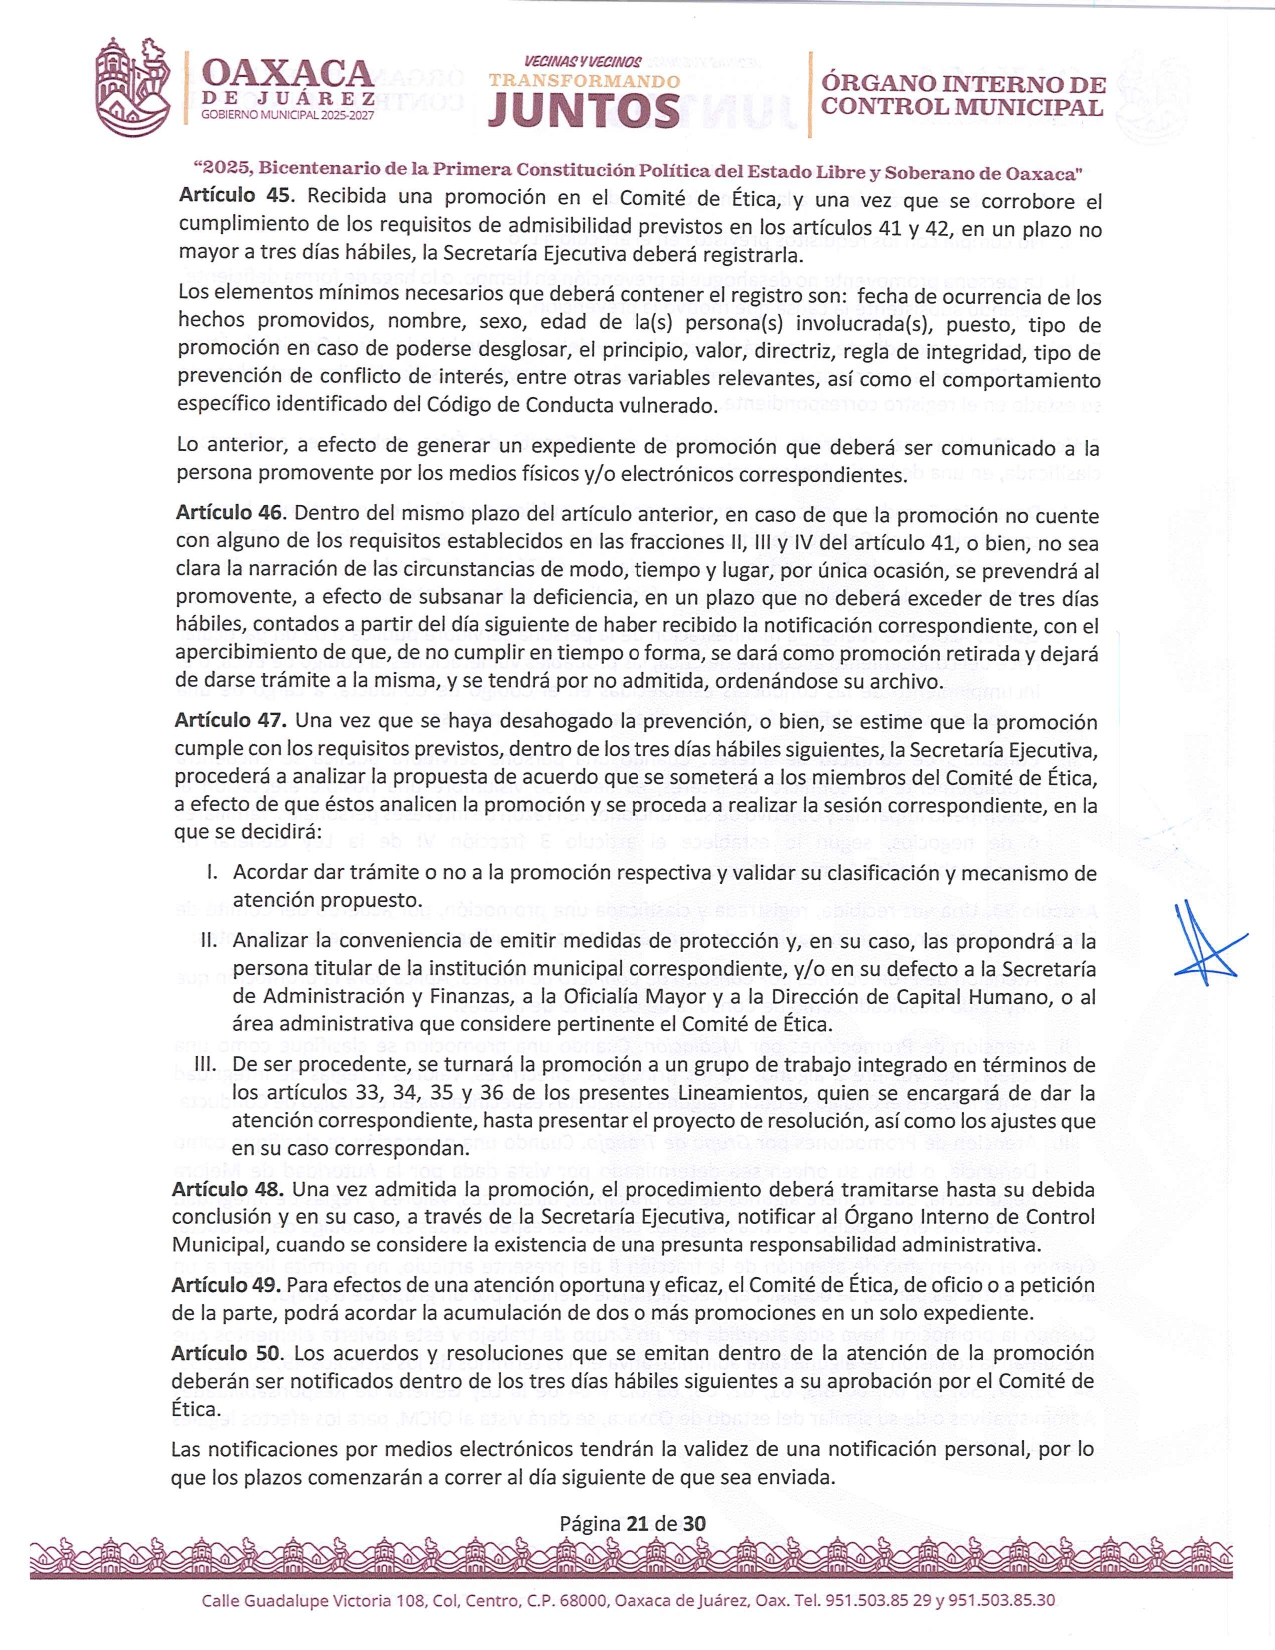 OAXACA
DE JUÁREZ
GOBIERNO MUNICIPAL 2025-2027
VECINAS Y VECINOS
TRANSFORMANDO
JUNTOS
ÓRGANO INTERNO DE
CONTROL MUNICIPAL
“2025, Bicentenario de la Primera Constitución Política del Estado Libre y Soberano de Oaxaca”
Artículo 45. Recibida una promoción en el Comité de Ética, y una vez que se corrobore el
cumplimiento de los requisitos de admisibilidad previstos en los artículos 41 y 42, en un plazo no
mayor a tres días hábiles, la Secretaría Ejecutiva deberá registrarla.
Los elementos mínimos necesarios que deberá contener el registro son: fecha de ocurrencia de los
hechos promovidos, nombre, sexo, edad de la(s) persona(s) involucrada(s), puesto, tipo de
promoción en caso de poderse desglosar, el principio, valor, directriz, regla de integridad, tipo de
prevención de conflicto de interés, entre otras variables relevantes, así como el comportamiento
específico identificado del Código de Conducta vulnerado.
Lo anterior, a efecto de generar un expediente de promoción que deberá ser comunicado a la
persona promovente por los medios físicos y/o electrónicos correspondientes.
Artículo 46. Dentro del mismo plazo del artículo anterior, en caso de que la promoción no cuente
con alguno de los requisitos establecidos en las fracciones II, III y IV del artículo 41, o bien, no sea
clara la narración de las circunstancias de modo, tiempo y lugar, por única ocasión, se prevendrá al
promovente, a efecto de subsanar la deficiencia, en un plazo que no deberá exceder de tres días
hábiles, contados a partir del día siguiente de haber recibido la notificación correspondiente, con el
apercibimiento de que, de no cumplir en tiempo o forma, se dará como promoción retirada y dejará
de darse trámite a la misma, y se tendrá por no admitida, ordenándose su archivo.
Artículo 47. Una vez que se haya desahogado la prevención, o bien, se estime que la promoción
cumple con los requisitos previstos, dentro de los tres días hábiles siguientes, la Secretaría Ejecutiva,
procederá a analizar la propuesta de acuerdo que se someterá a los miembros del Comité de Ética,
a efecto de que éstos analicen la promoción y se proceda a realizar la sesión correspondiente, en la
que se decidirá:
I. Acordar dar trámite o no a la promoción respectiva y validar su clasificación y mecanismo de
atención propuesto.
II. Analizar la conveniencia de emitir medidas de protección y, en su caso, las propondrá a la
persona titular de la institución municipal correspondiente, y/o en su defecto a la Secretaría
de Administración y Finanzas, a la Oficialía Mayor y a la Dirección de Capital Humano, o al
área administrativa que considere pertinente el Comité de Ética.
III. De ser procedente, se turnará la promoción a un grupo de trabajo integrado en términos de
los artículos 33, 34, 35 y 36 de los presentes Lineamientos, quien se encargará de dar la
atención correspondiente, hasta presentar el proyecto de resolución, así como los ajustes que
en su caso correspondan.
Artículo 48. Una vez admitida la promoción, el procedimiento deberá tramitarse hasta su debida
conclusión y en su caso, a través de la Secretaría Ejecutiva, notificar al Órgano Interno de Control
Municipal, cuando se considere la existencia de una presunta responsabilidad administrativa.
Artículo 49. Para efectos de una atención oportuna y eficaz, el Comité de Ética, de oficio o a petición
de la parte, podrá acordar la acumulación de dos o más promociones en un solo expediente.
Artículo 50. Los acuerdos y resoluciones que se emitan dentro de la atención de la promoción
deberán ser notificados dentro de los tres días hábiles siguientes a su aprobación por el Comité de
Ética.
Las notificaciones por medios electrónicos tendrán la validez de una notificación personal, por lo
que los plazos comenzarán a correr al día siguiente de que sea enviada.
Página 21 de 30
Calle Guadalupe Victoria 108, Col, Centro, C.P. 68000, Oaxaca de Juárez, Oax. Tel. 951.503.85 29 y 951.503.85.30